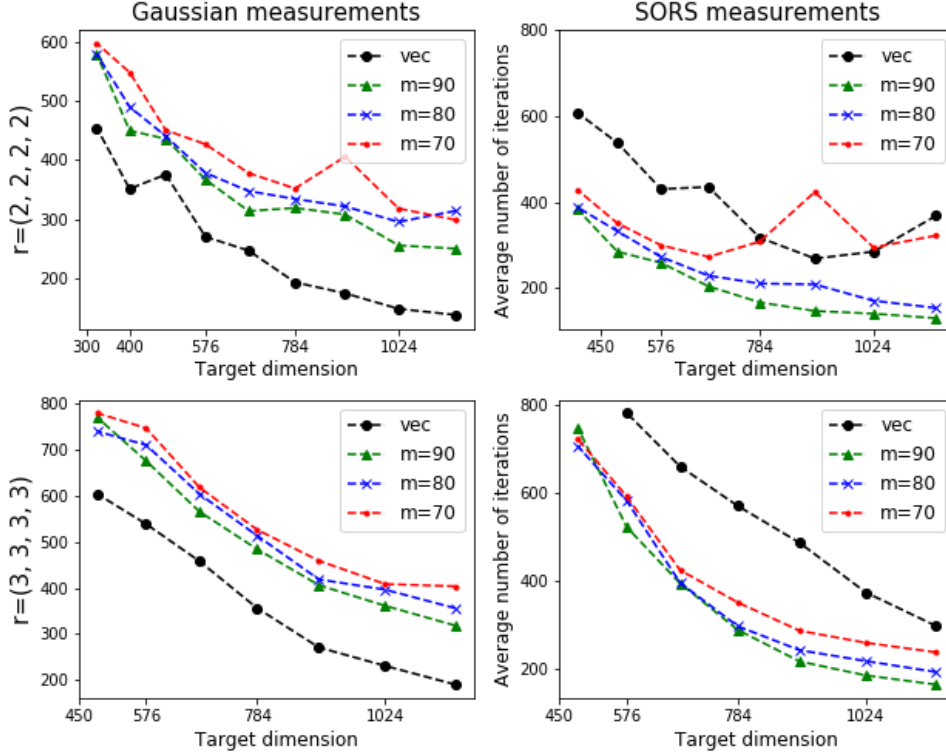 Gaussian measurements
SORS measurements
r=(2, 2, 2, 2)
600
500
400
300
200
300
400
576
784
1024
Target dimension
vec
m=90
m=80
m=70
Average number of iterations
800
600
400
200
450
576
784
1024
Target dimension
vec
m=90
m=80
m=70
r=(3, 3, 3, 3)
800
700
600
500
400
300
200
450
576
784
1024
Target dimension
vec
m=90
m=80
m=70
Average number of iterations
800
600
400
200
450
576
784
1024
Target dimension
vec
m=90
m=80
m=70